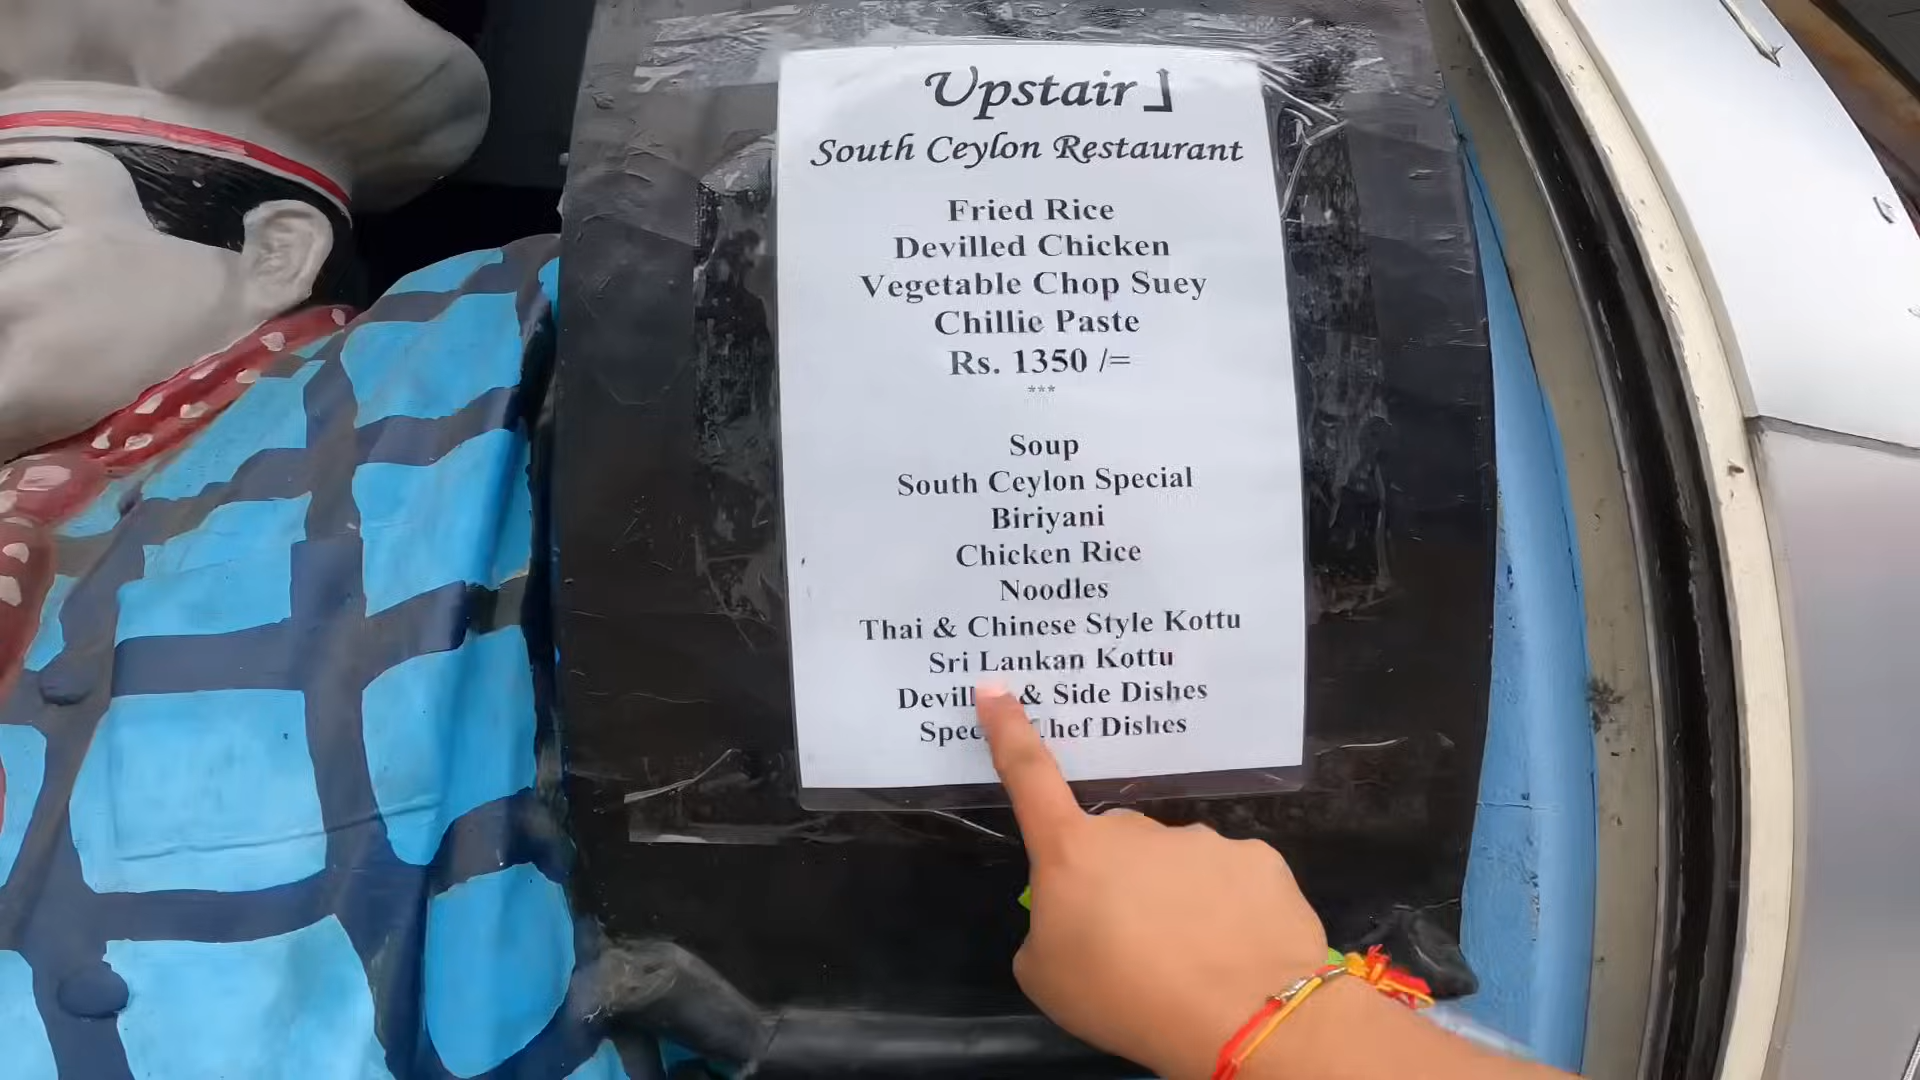 Upstair
South Ceylon Restaurant
Fried Rice
Devilled Chicken
Vegetable Chop Suey
Chillie Paste
Rs. 1350 /=
***
Soup
South Ceylon Special
Biriyani
Chicken Rice
Noodles
Thai & Chinese Style Kottu
Sri Lankan Kottu
& Side Dishes
Dishes